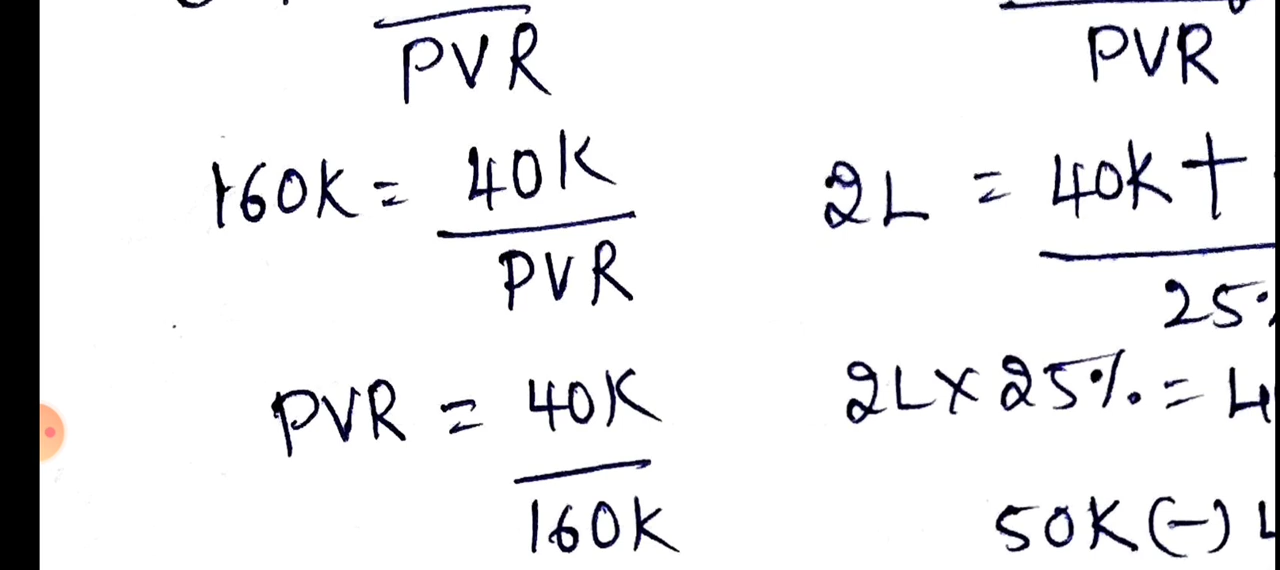 PVR
160K = 40K
PVR
PVR = 40K
160K
PVR
2L = 40K +
25%
2L X 25% = 4
50K (-) 4